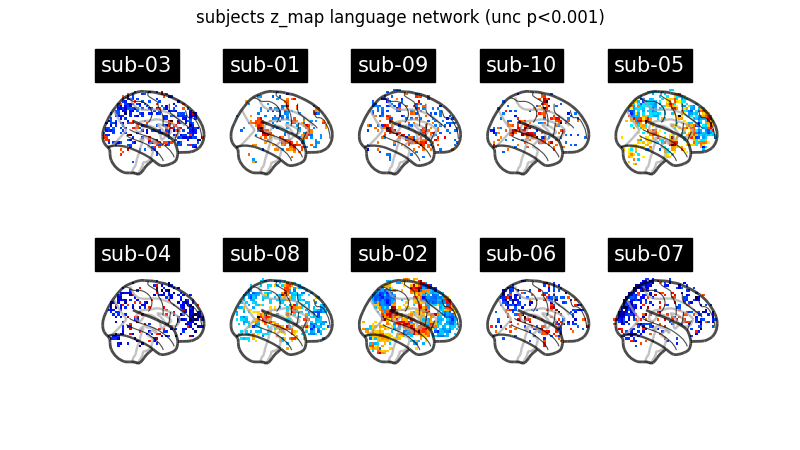 subjects z_map language network (unc p<0.001)
sub-03 sub-01 sub-09 sub-10 sub-05
sub-04 sub-08 sub-02 sub-06 sub-07